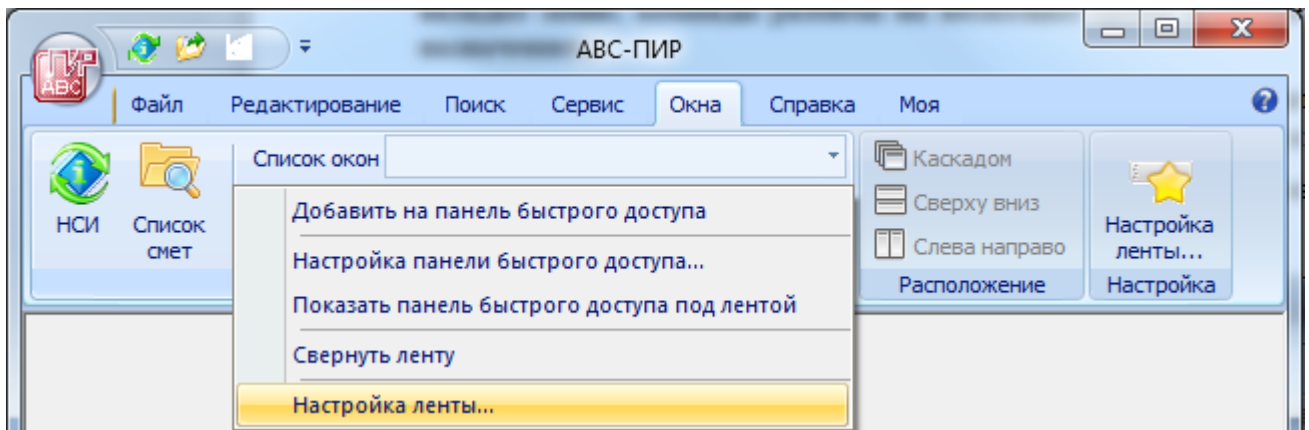 АВС-ПИР
ПИР
АВС
Файл Редактирование Поиск Сервис Окна Справка Моя
НСИ
Список смет
Список окон
Каскадом
Сверху вниз
Слева направо
Расположение
Настройка ленты...
Настройка
Добавить на панель быстрого доступа
Настройка панели быстрого доступа...
Показать панель быстрого доступа под лентой
Свернуть ленту
Настройка ленты...